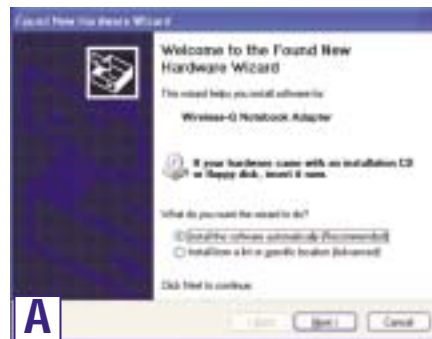 Found New Hardware Wizard
Welcome to the Found New
Hardware Wizard
This wizard helps you install software for:
Wireless-G Notebook Adapter
If your hardware came with an installation CD
or floppy disk, insert it now.
What do you want the wizard to do?
Install the software automatically (Recommended)
Install from a list or specific location (Advanced)
Click Next to continue.
< Back
Next >
Cancel
A